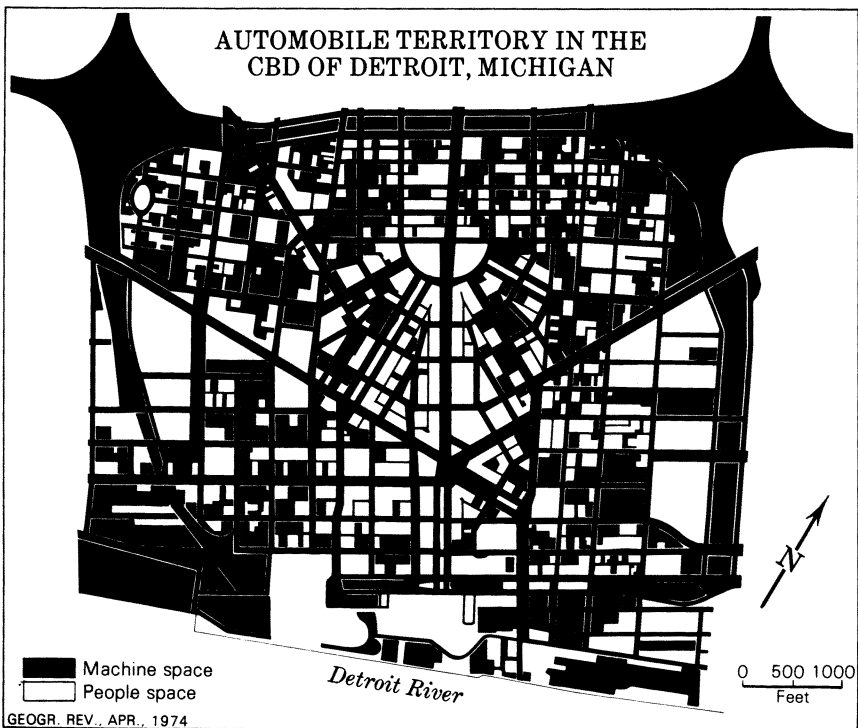 AUTOMOBILE TERRITORY IN THE
CBD OF DETROIT, MICHIGAN
N
Machine space
People space
Detroit River
0 500 1000
Feet
GEOGR. REV., APR., 1974